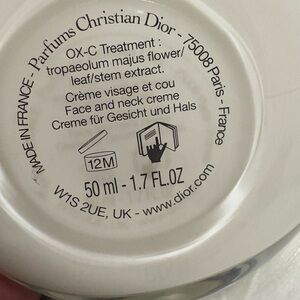 MADE IN FRANCE - Parfums Christian Dior - 75008 Paris - France
OX-C Treatment :
tropaeolum majus flower/
leaf/stem extract.
Crème visage et cou
Face and neck creme
Creme für Gesicht und Hals
12M
50 ml - 1.7 FL.OZ
W1S 2UE, UK - www.dior.com